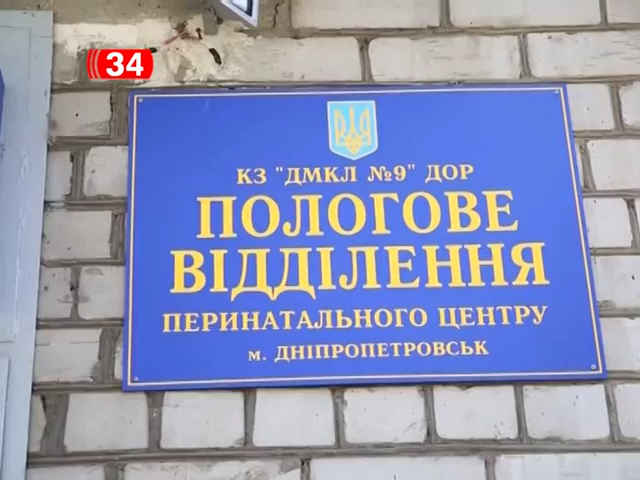 34
КЗ "ДМКЛ №9" ДОР
ПОЛОГОВЕ
ВІДДІЛЕННЯ
ПЕРИНАТАЛЬНОГО ЦЕНТРУ
м. ДНІПРОПЕТРОВСЬК